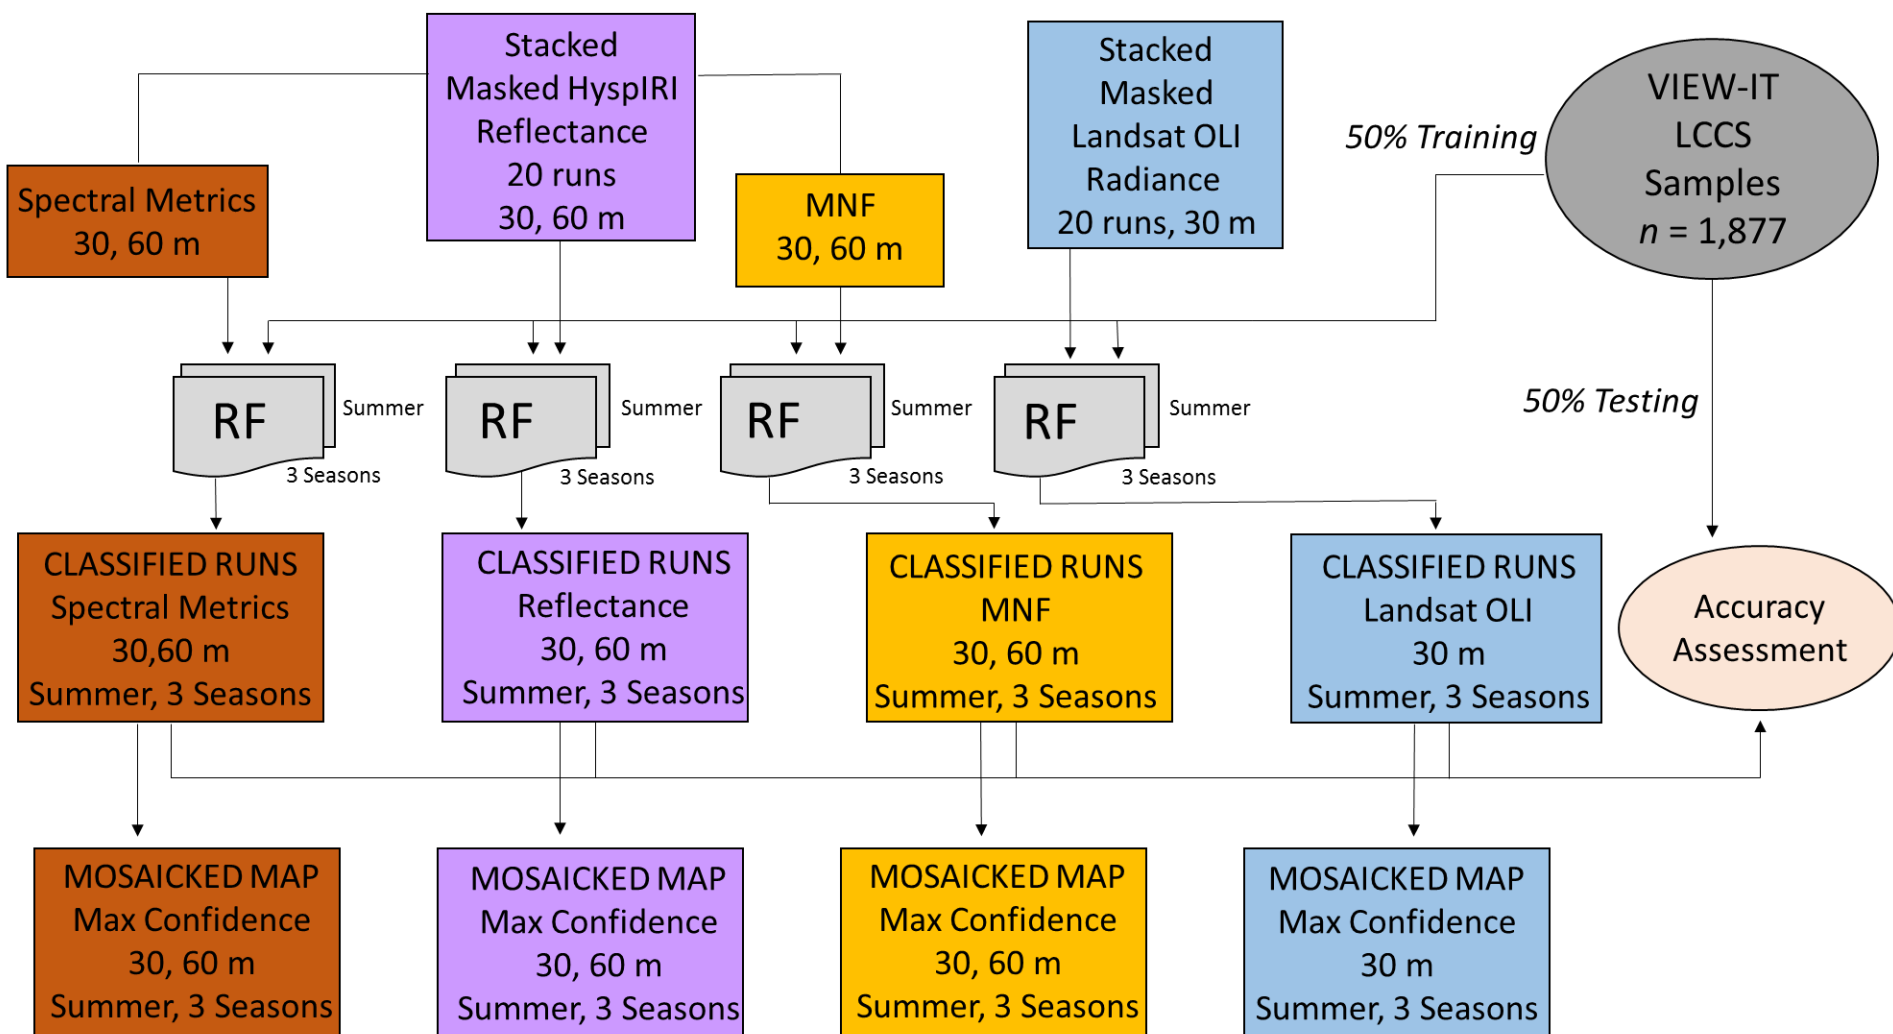 Stacked
Masked HyspIRI
Reflectance
20 runs
30, 60 m
Stacked
Masked
Landsat OLI
Radiance
20 runs, 30 m
50% Training
VIEW-IT
LCCS
Samples
n = 1,877
Spectral Metrics
30, 60 m
MNF
30, 60 m
RF
Summer
3 Seasons
RF
Summer
3 Seasons
RF
Summer
3 Seasons
RF
Summer
3 Seasons
50% Testing
CLASSIFIED RUNS
Spectral Metrics
30,60 m
Summer, 3 Seasons
CLASSIFIED RUNS
Reflectance
30, 60 m
Summer, 3 Seasons
CLASSIFIED RUNS
MNF
30, 60 m
Summer, 3 Seasons
CLASSIFIED RUNS
Landsat OLI
30 m
Summer, 3 Seasons
Accuracy
Assessment
MOSAICKED MAP
Max Confidence
30, 60 m
Summer, 3 Seasons
MOSAICKED MAP
Max Confidence
30, 60 m
Summer, 3 Seasons
MOSAICKED MAP
Max Confidence
30, 60 m
Summer, 3 Seasons
MOSAICKED MAP
Max Confidence
30 m
Summer, 3 Seasons